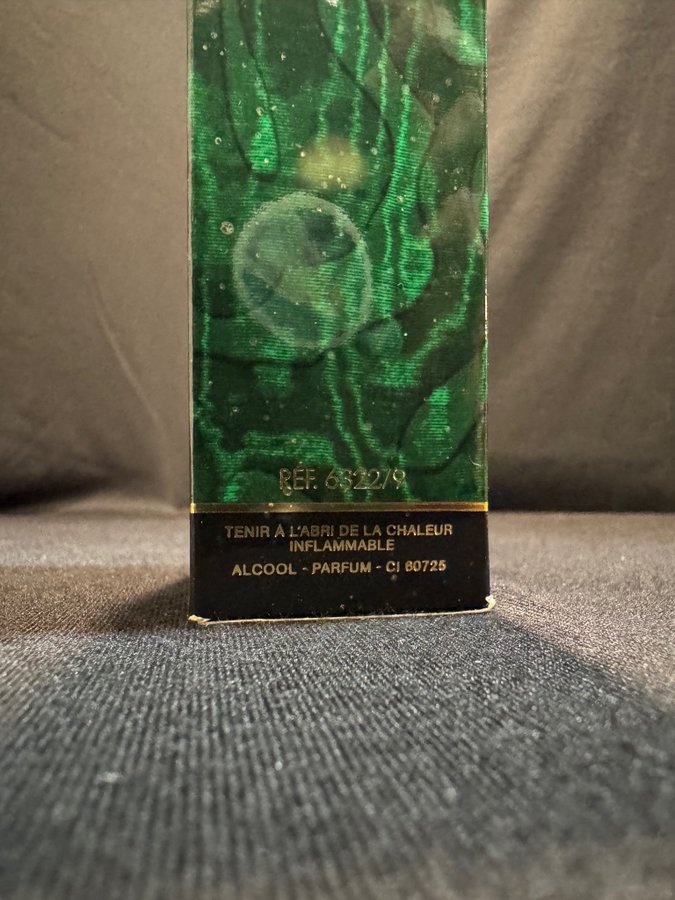 RÉF. 6322/9
TENIR À L'ABRI DE LA CHALEUR
INFLAMMABLE
ALCOOL - PARFUM - CI 60725